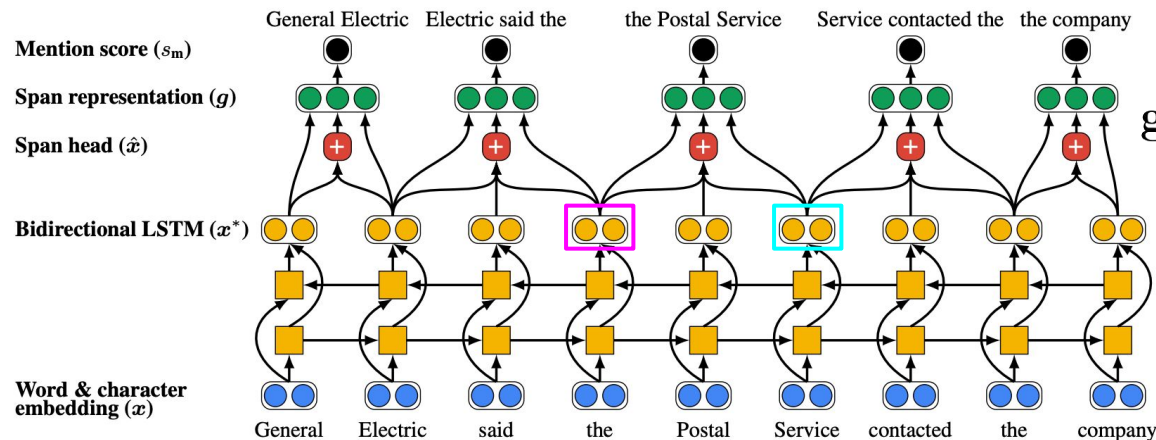 General Electric Electric said the the Postal Service Service contacted the the company
Mention score (sₘ)
Span representation (g)
g
Span head (x̂)
Bidirectional LSTM (x*)
Word & character
embedding (x)
General Electric said the Postal Service contacted the company